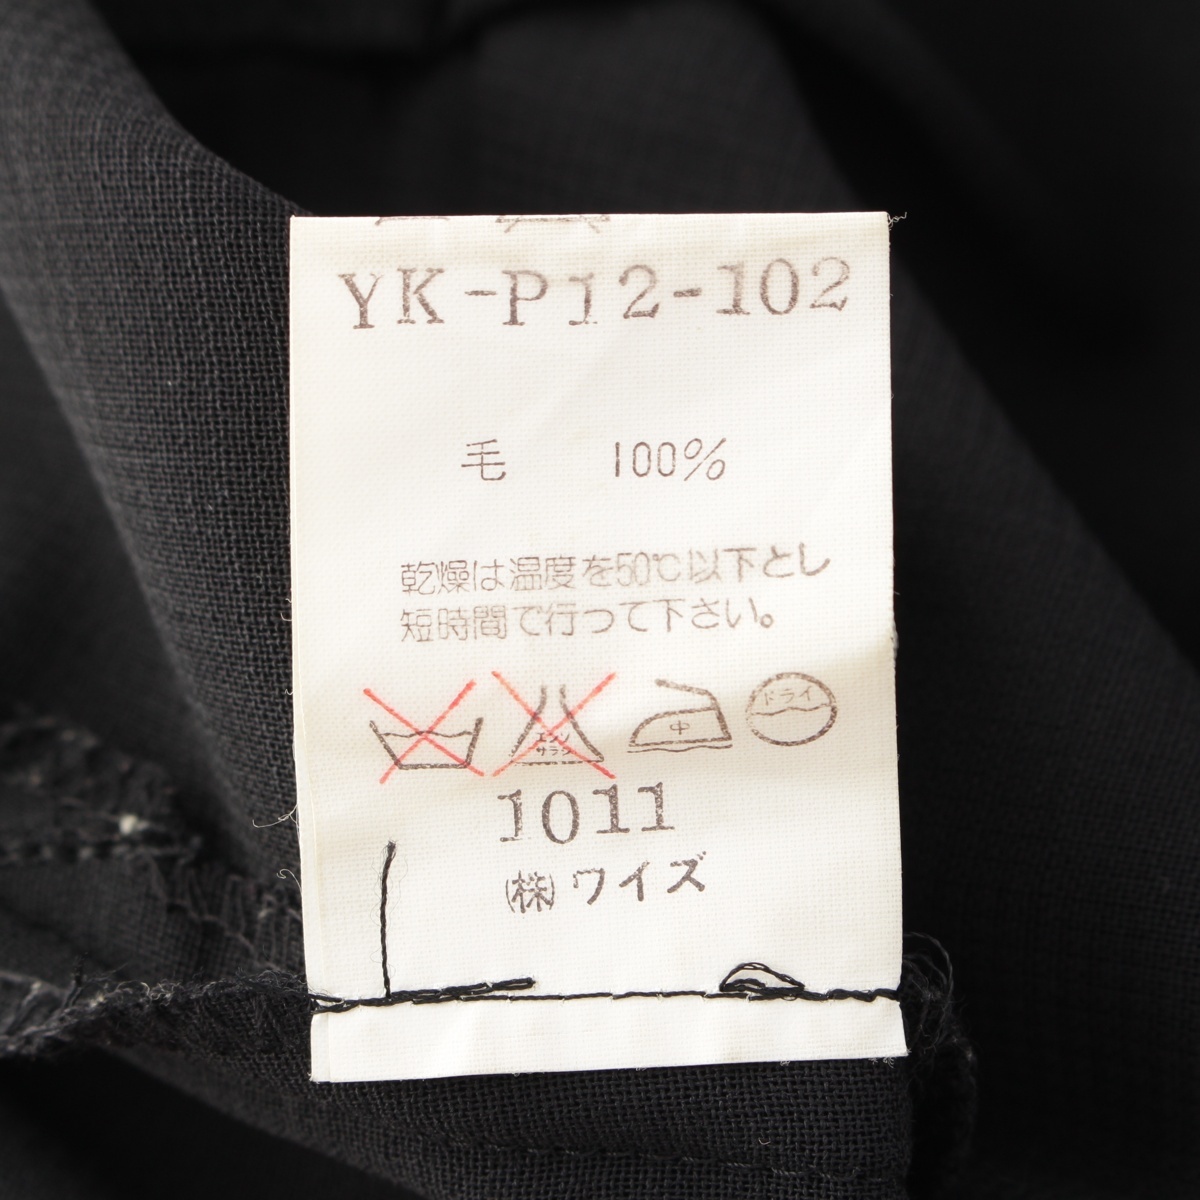 YK-P12-102
毛 100%
乾燥は温度を50℃以下とし
短時間で行って下さい。
エンソ
サラシ
中
ドライ
1011
(株)ワイズ